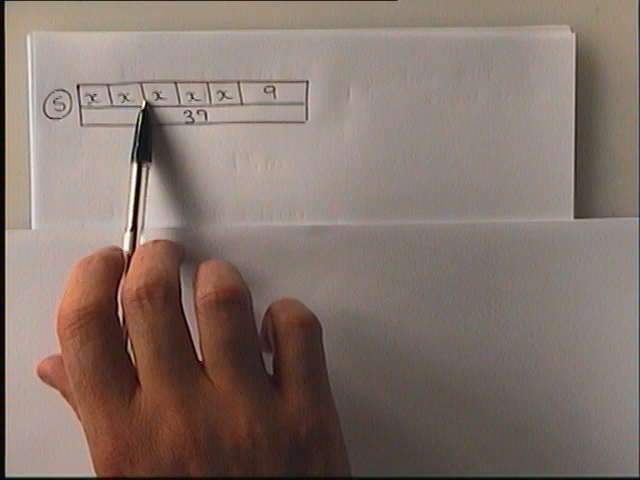 ⑤ x x x x x 9
37